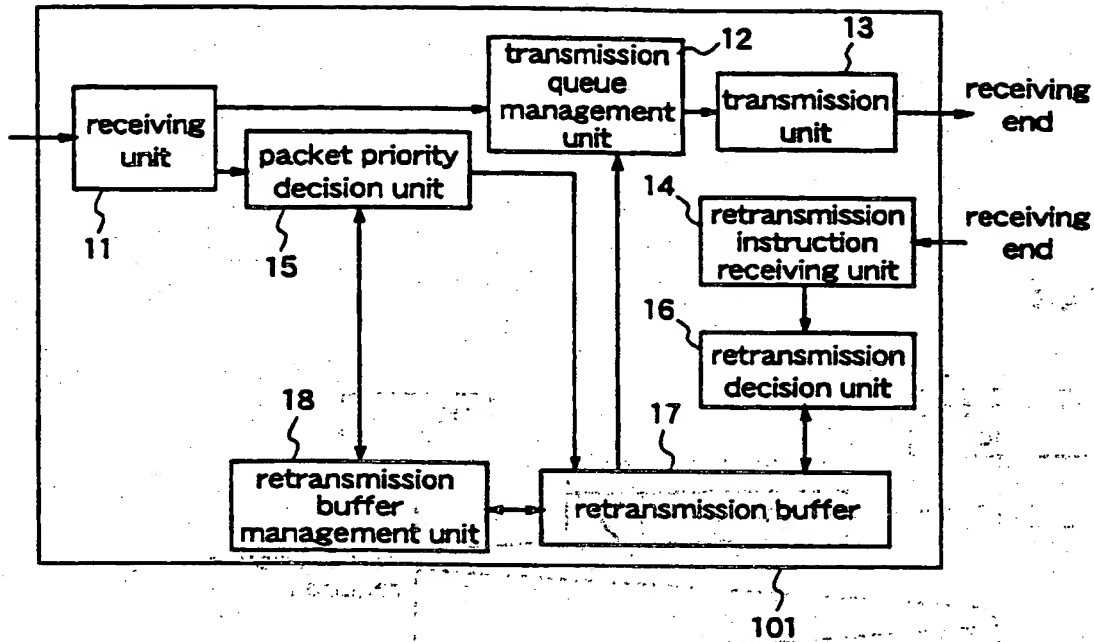 12
13
transmission
queue
management
unit
transmission
unit
receiving
end
receiving
unit
11
packet priority
decision unit
15
14
retransmission
instruction
receiving unit
receiving
end
16
retransmission
decision unit
18
retransmission
buffer
management unit
17
retransmission buffer
101